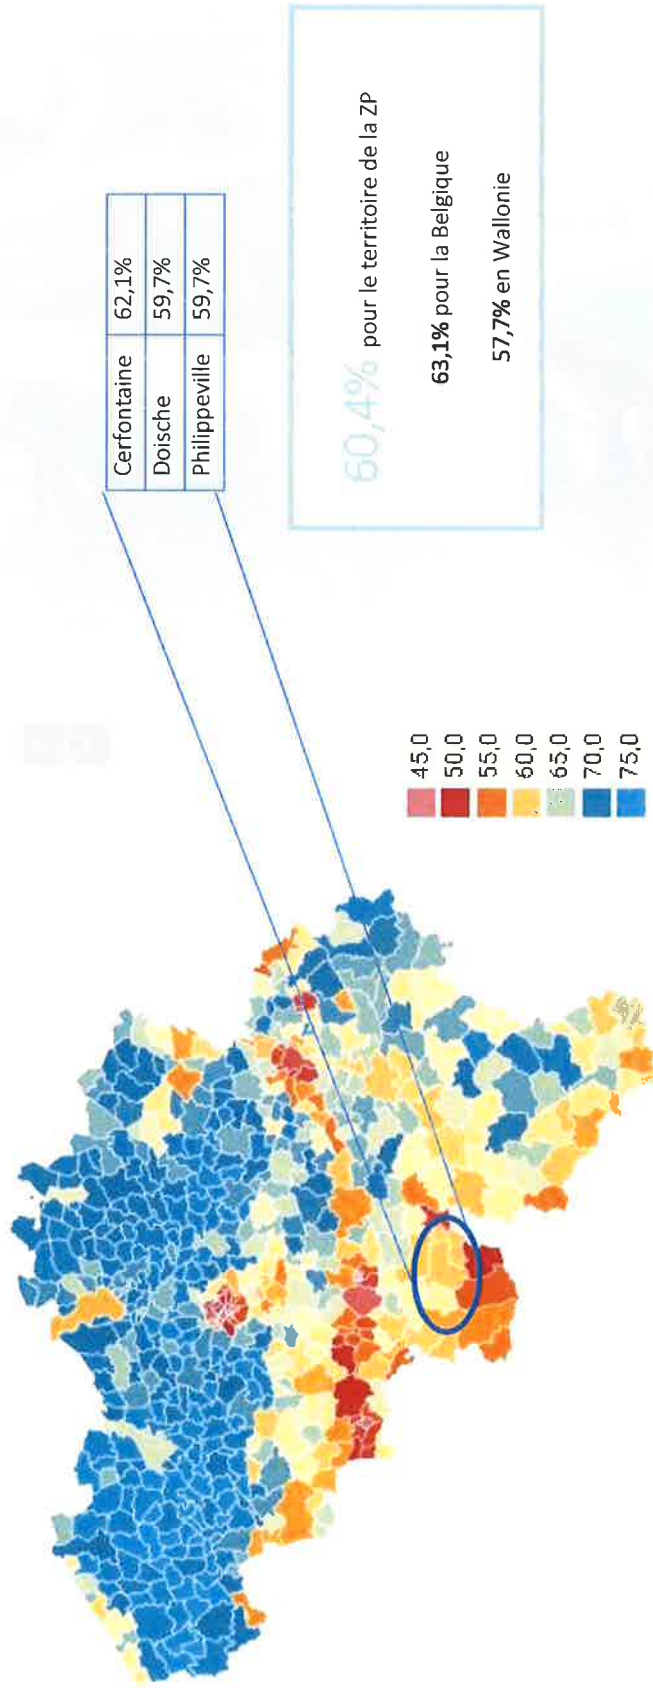 Cerfontaine 62,1%
Doische 59,7%
Philippeville 59,7%
60,4% pour le territoire de la ZP
63,1% pour la Belgique
57,7% en Wallonie
45,0
50,0
55,0
60,0
65,0
70,0
75,0